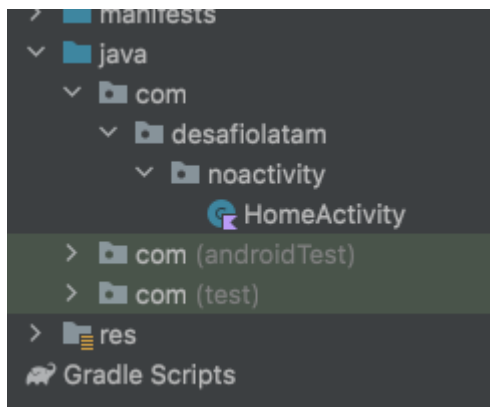 manifests
java
com
desafiolatam
noactivity
HomeActivity
com (androidTest)
com (test)
res
Gradle Scripts